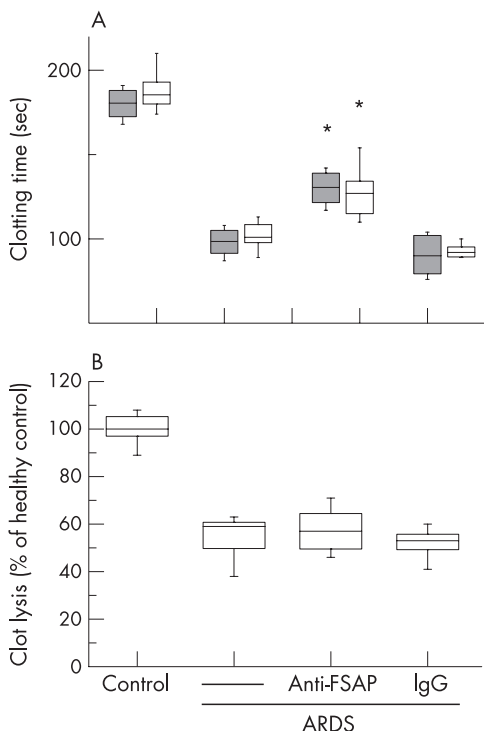 A
Clotting time (sec)
200
*
*
100
B
Clot lysis (% of healthy control)
120
100
80
60
40
20
0
Control
Anti-FSAP
IgG
ARDS